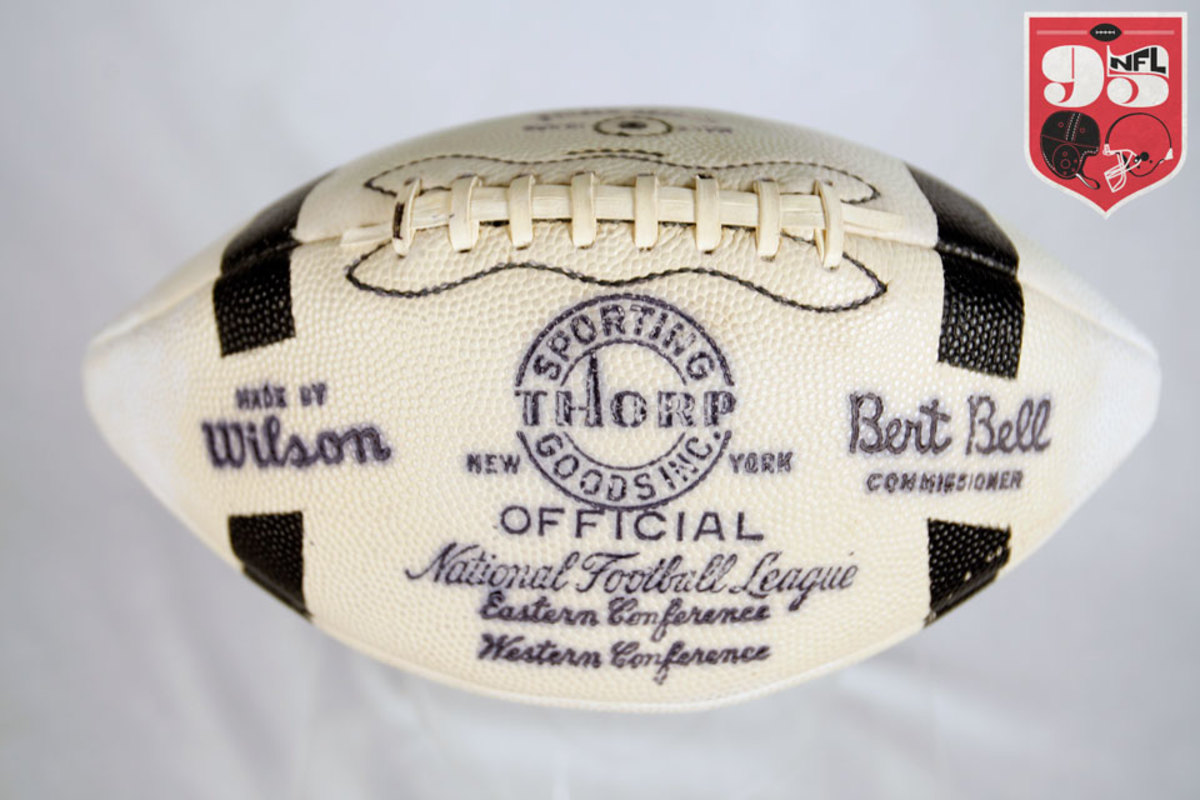 95
NFL
MADE BY
Wilson
SPORTING
THORP
GOODS INC.
NEW YORK
Bert Bell
COMMISSIONER
OFFICIAL
National Football League
Eastern Conference
Western Conference